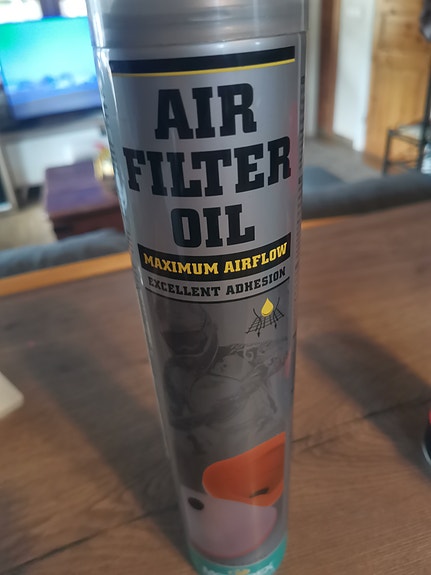 AIR
FILTER
OIL
MAXIMUM AIRFLOW
EXCELLENT ADHESION